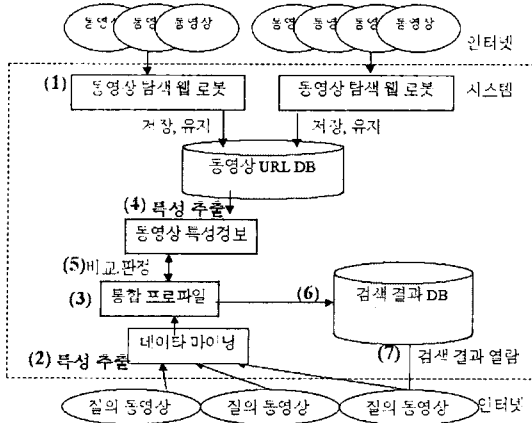 동영상 동영상 동영상 동영상 동영상 동영상 동영상
인터넷
(1) 동영상 탐색 웹 로봇 동영상 탐색 웹 로봇 시스템
저장, 유지 저장, 유지
동영상 URL DB
(4) 특성 추출
동영상 특성정보
(5)비교판정
(3) 통합 프로파일 (6) 검색 결과 DB
데이타 마이닝
(2) 특성 추출 (7) 검색 결과 열람
질의 동영상 질의 동영상 질의 동영상 인터넷